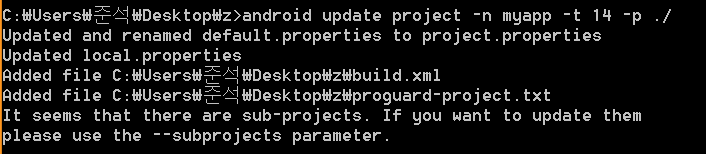 C:₩Users₩준석₩Desktop₩z>android update project -n myapp -t 14 -p ./
Updated and renamed default.properties to project.properties
Updated local.properties
Added file C:₩Users₩준석₩Desktop₩z₩build.xml
Added file C:₩Users₩준석₩Desktop₩z₩proguard-project.txt
It seems that there are sub-projects. If you want to update them
please use the --subprojects parameter.